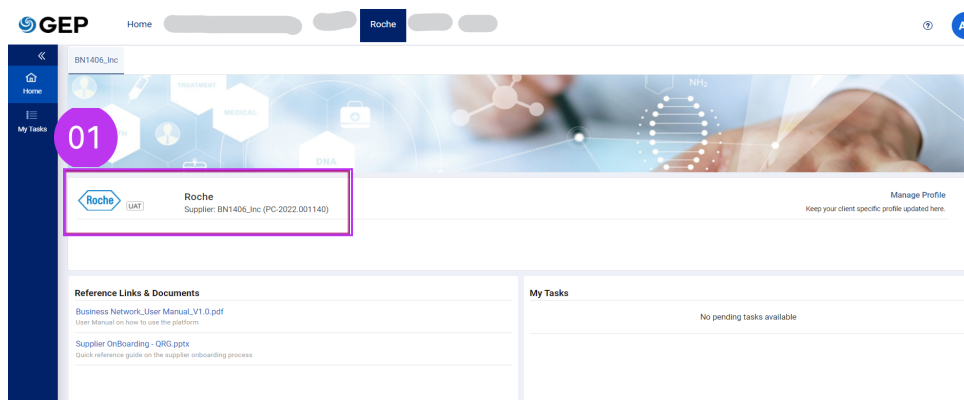 GEP
Home
Roche
A
BN1406_Inc
Home
My Tasks
TREATMENT
MEDICAL
DNA
NH₂
01
Roche
UAT
Roche
Supplier: BN1406_Inc (PC-2022.001140)
Manage Profile
Keep your client specific profile updated here.
Reference Links & Documents
Business Network_User Manual_V1.0.pdf
User Manual on how to use the platform
Supplier OnBoarding - QRG.pptx
Quick reference guide on the supplier onboarding process
My Tasks
No pending tasks available